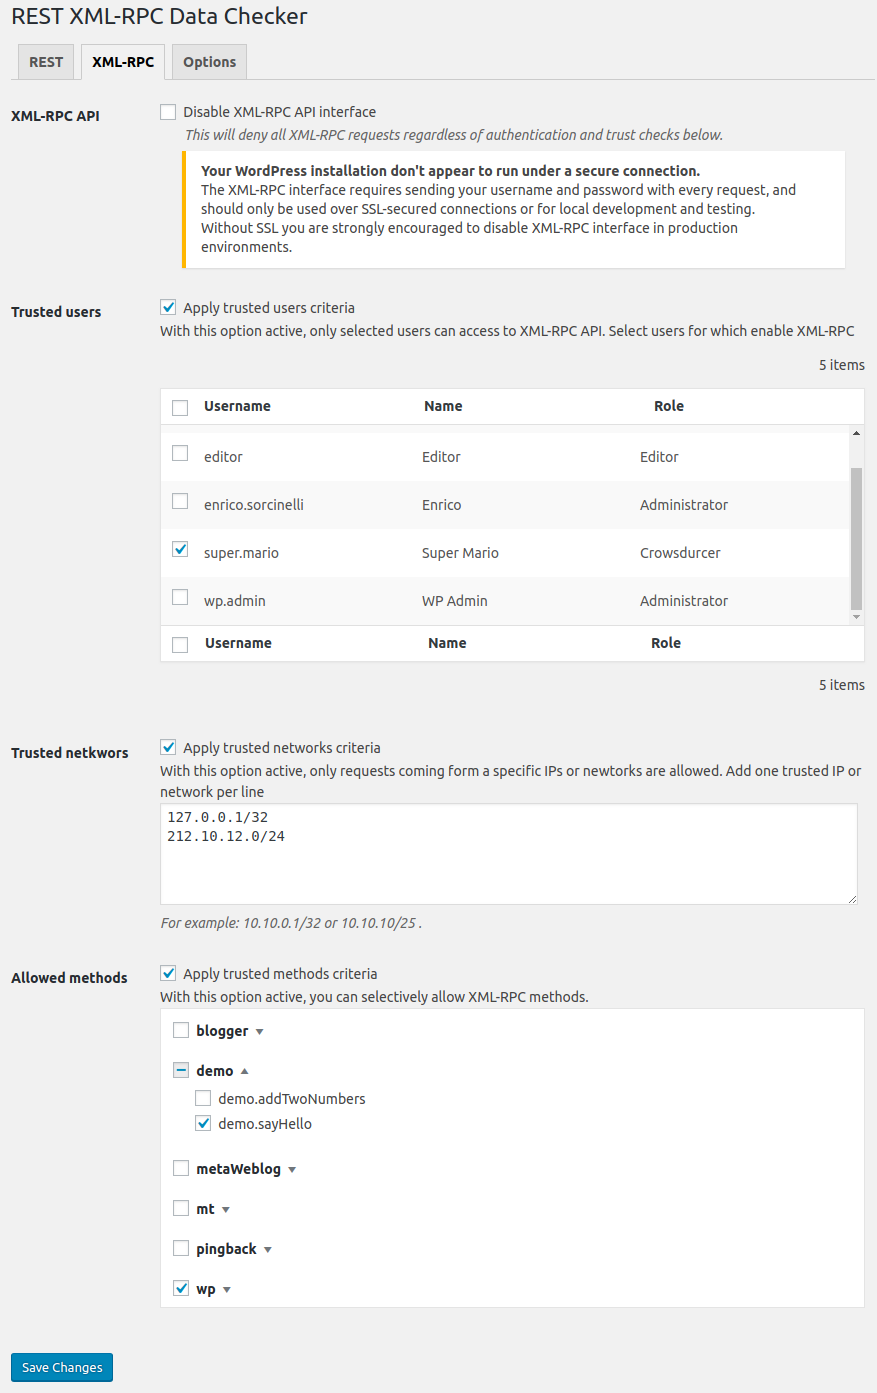 REST XML-RPC Data Checker
REST XML-RPC Options
XML-RPC API
Disable XML-RPC API interface
This will deny all XML-RPC requests regardless of authentication and trust checks below.
Your WordPress installation don't appear to run under a secure connection.
The XML-RPC interface requires sending your username and password with every request, and
should only be used over SSL-secured connections or for local development and testing.
Without SSL you are strongly encouraged to disable XML-RPC interface in production
environments.
Trusted users
Apply trusted users criteria
With this option active, only selected users can access to XML-RPC API. Select users for which enable XML-RPC
5 items
Username Name Role
editor Editor Editor
enrico.sorcinelli Enrico Administrator
super.mario Super Mario Crowsdurcer
wp.admin WP Admin Administrator
Username Name Role
5 items
Trusted netkwors
Apply trusted networks criteria
With this option active, only requests coming form a specific IPs or newtorks are allowed. Add one trusted IP or
network per line
127.0.0.1/32
212.10.12.0/24
For example: 10.10.0.1/32 or 10.10.10/25 .
Allowed methods
Apply trusted methods criteria
With this option active, you can selectively allow XML-RPC methods.
blogger
demo
demo.addTwoNumbers
demo.sayHello
metaWeblog
mt
pingback
wp
Save Changes